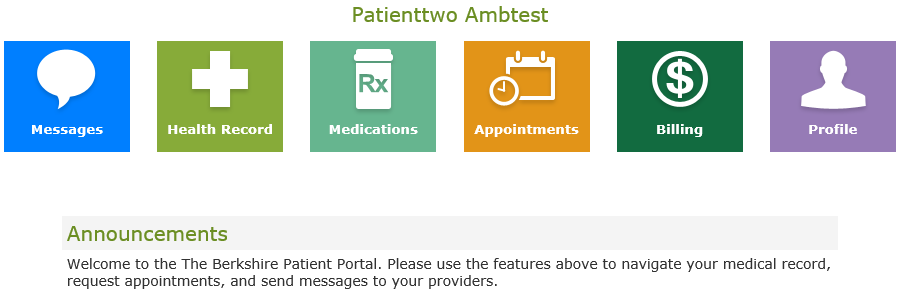 Patienttwo Ambtest
Rx
$
Messages
Health Record
Medications
Appointments
Billing
Profile
Announcements
Welcome to the The Berkshire Patient Portal. Please use the features above to navigate your medical record,
request appointments, and send messages to your providers.